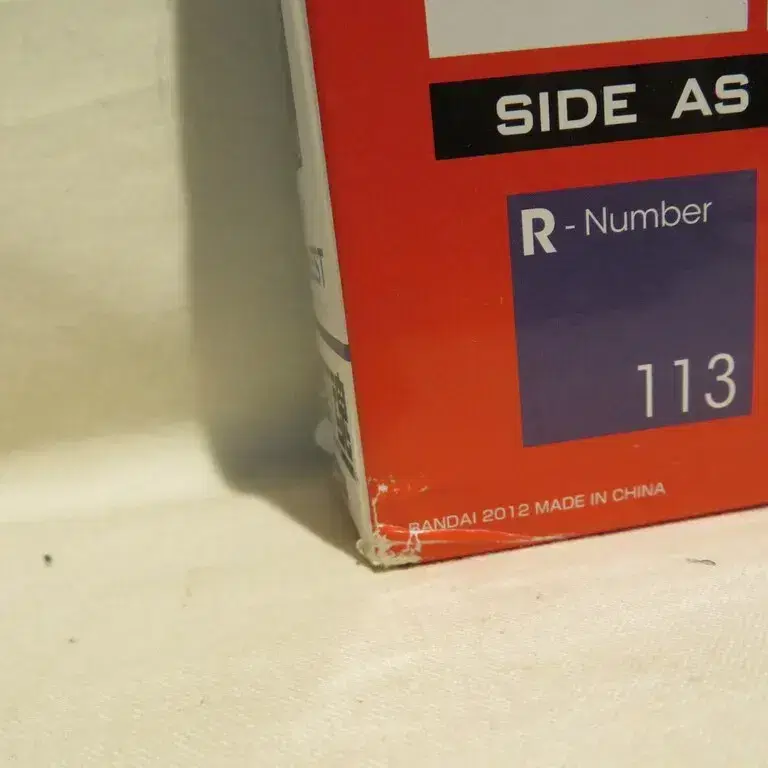 SIDE AS
R - Number
113
BANDAI 2012 MADE IN CHINA